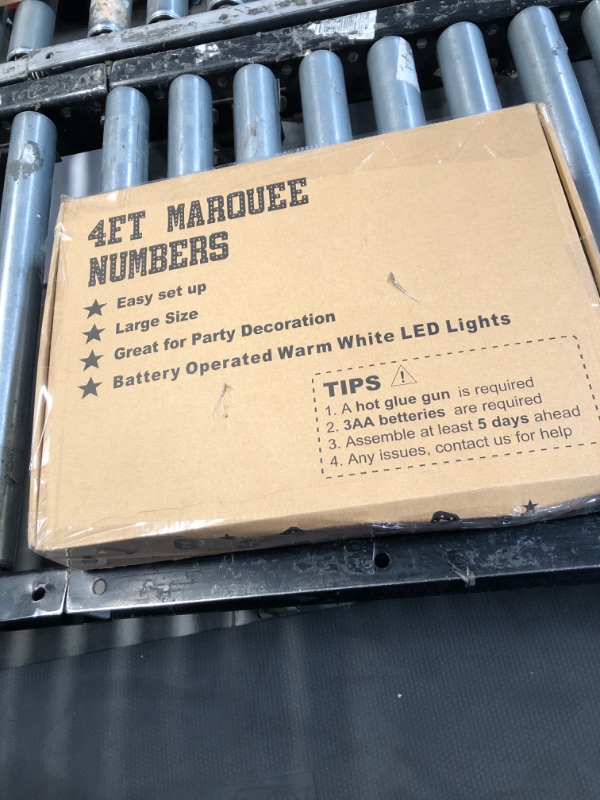 4FT MARQUEE
NUMBERS
★ Easy set up
★ Large Size
★ Great for Party Decoration
★ Battery Operated Warm White LED Lights
TIPS ⚠
1. A hot glue gun is required
2. 3AA betteries are required
3. Assemble at least 5 days ahead
4. Any issues, contact us for help